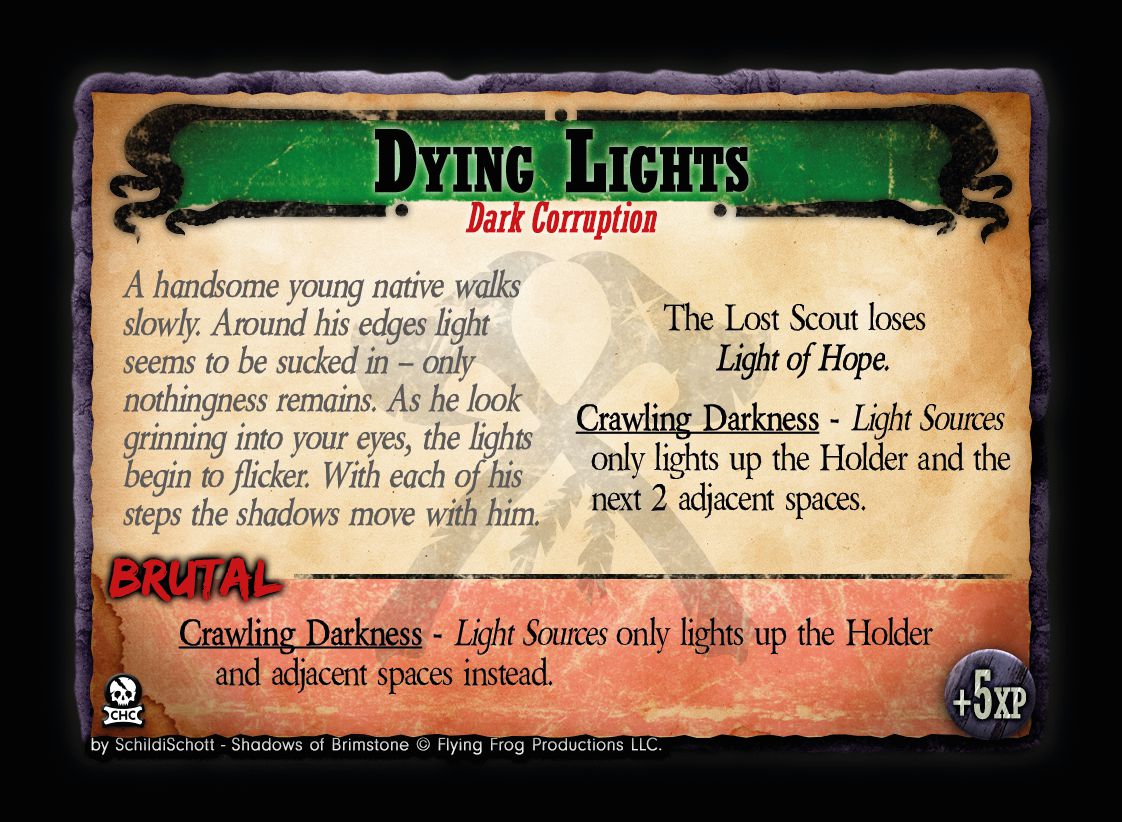 Dying Lights
Dark Corruption
A handsome young native walks
slowly. Around his edges light
seems to be sucked in – only
nothingness remains. As he look
grinning into your eyes, the lights
begin to flicker. With each of his
steps the shadows move with him.
The Lost Scout loses
Light of Hope.
Crawling Darkness - Light Sources
only lights up the Holder and the
next 2 adjacent spaces.
BRUTAL
Crawling Darkness - Light Sources only lights up the Holder
and adjacent spaces instead.
CHC
+5XP
by SchildiSchott - Shadows of Brimstone © Flying Frog Productions LLC.